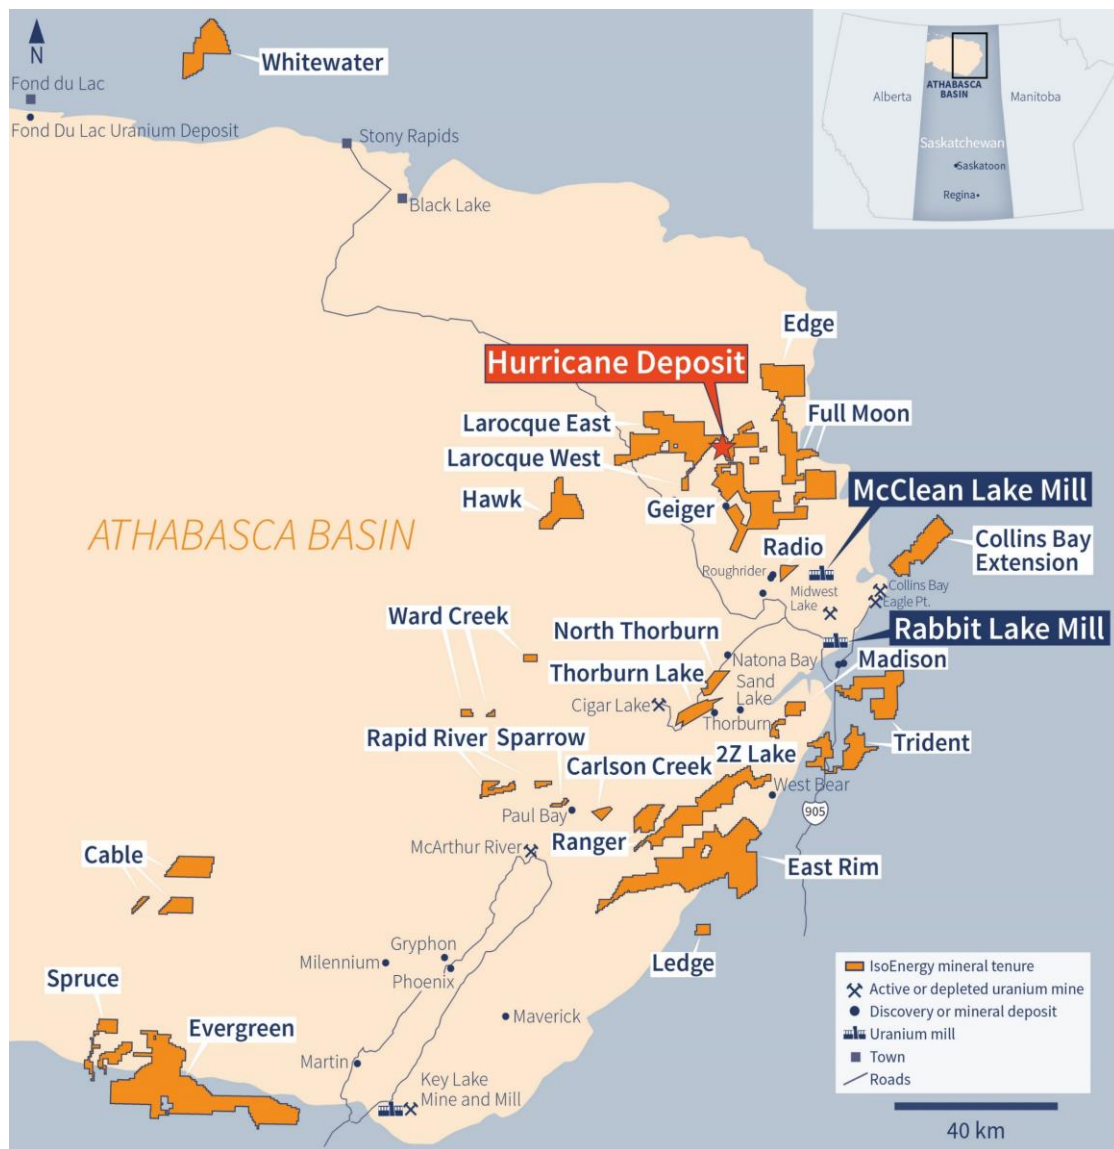 N
Whitewater
Fond du Lac
Fond Du Lac Uranium Deposit
Stony Rapids
Black Lake
Alberta
ATHABASCA
BASIN
Manitoba
Saskatchewan
Saskatoon
Regina
Edge
Hurricane Deposit
Full Moon
Larocque East
Larocque West
Hawk
Geiger
McClean Lake Mill
ATHABASCA BASIN
Radio
Collins Bay
Extension
Roughrider
Midwest
Lake
Collins Bay
Eagle Pt.
Ward Creek
North Thorburn
Rabbit Lake Mill
Natona Bay
Madison
Thorburn Lake
Sand
Lake
Cigar Lake
Thorburn
Rapid River
Sparrow
2Z Lake
Trident
Carlson Creek
West Bear
905
Paul Bay
Ranger
McArthur River
Cable
East Rim
Gryphon
Milennium
Phoenix
Ledge
Spruce
Evergreen
Maverick
Martin
Key Lake
Mine and Mill
IsoEnergy mineral tenure
Active or depleted uranium mine
Discovery or mineral deposit
Uranium mill
Town
Roads
40 km